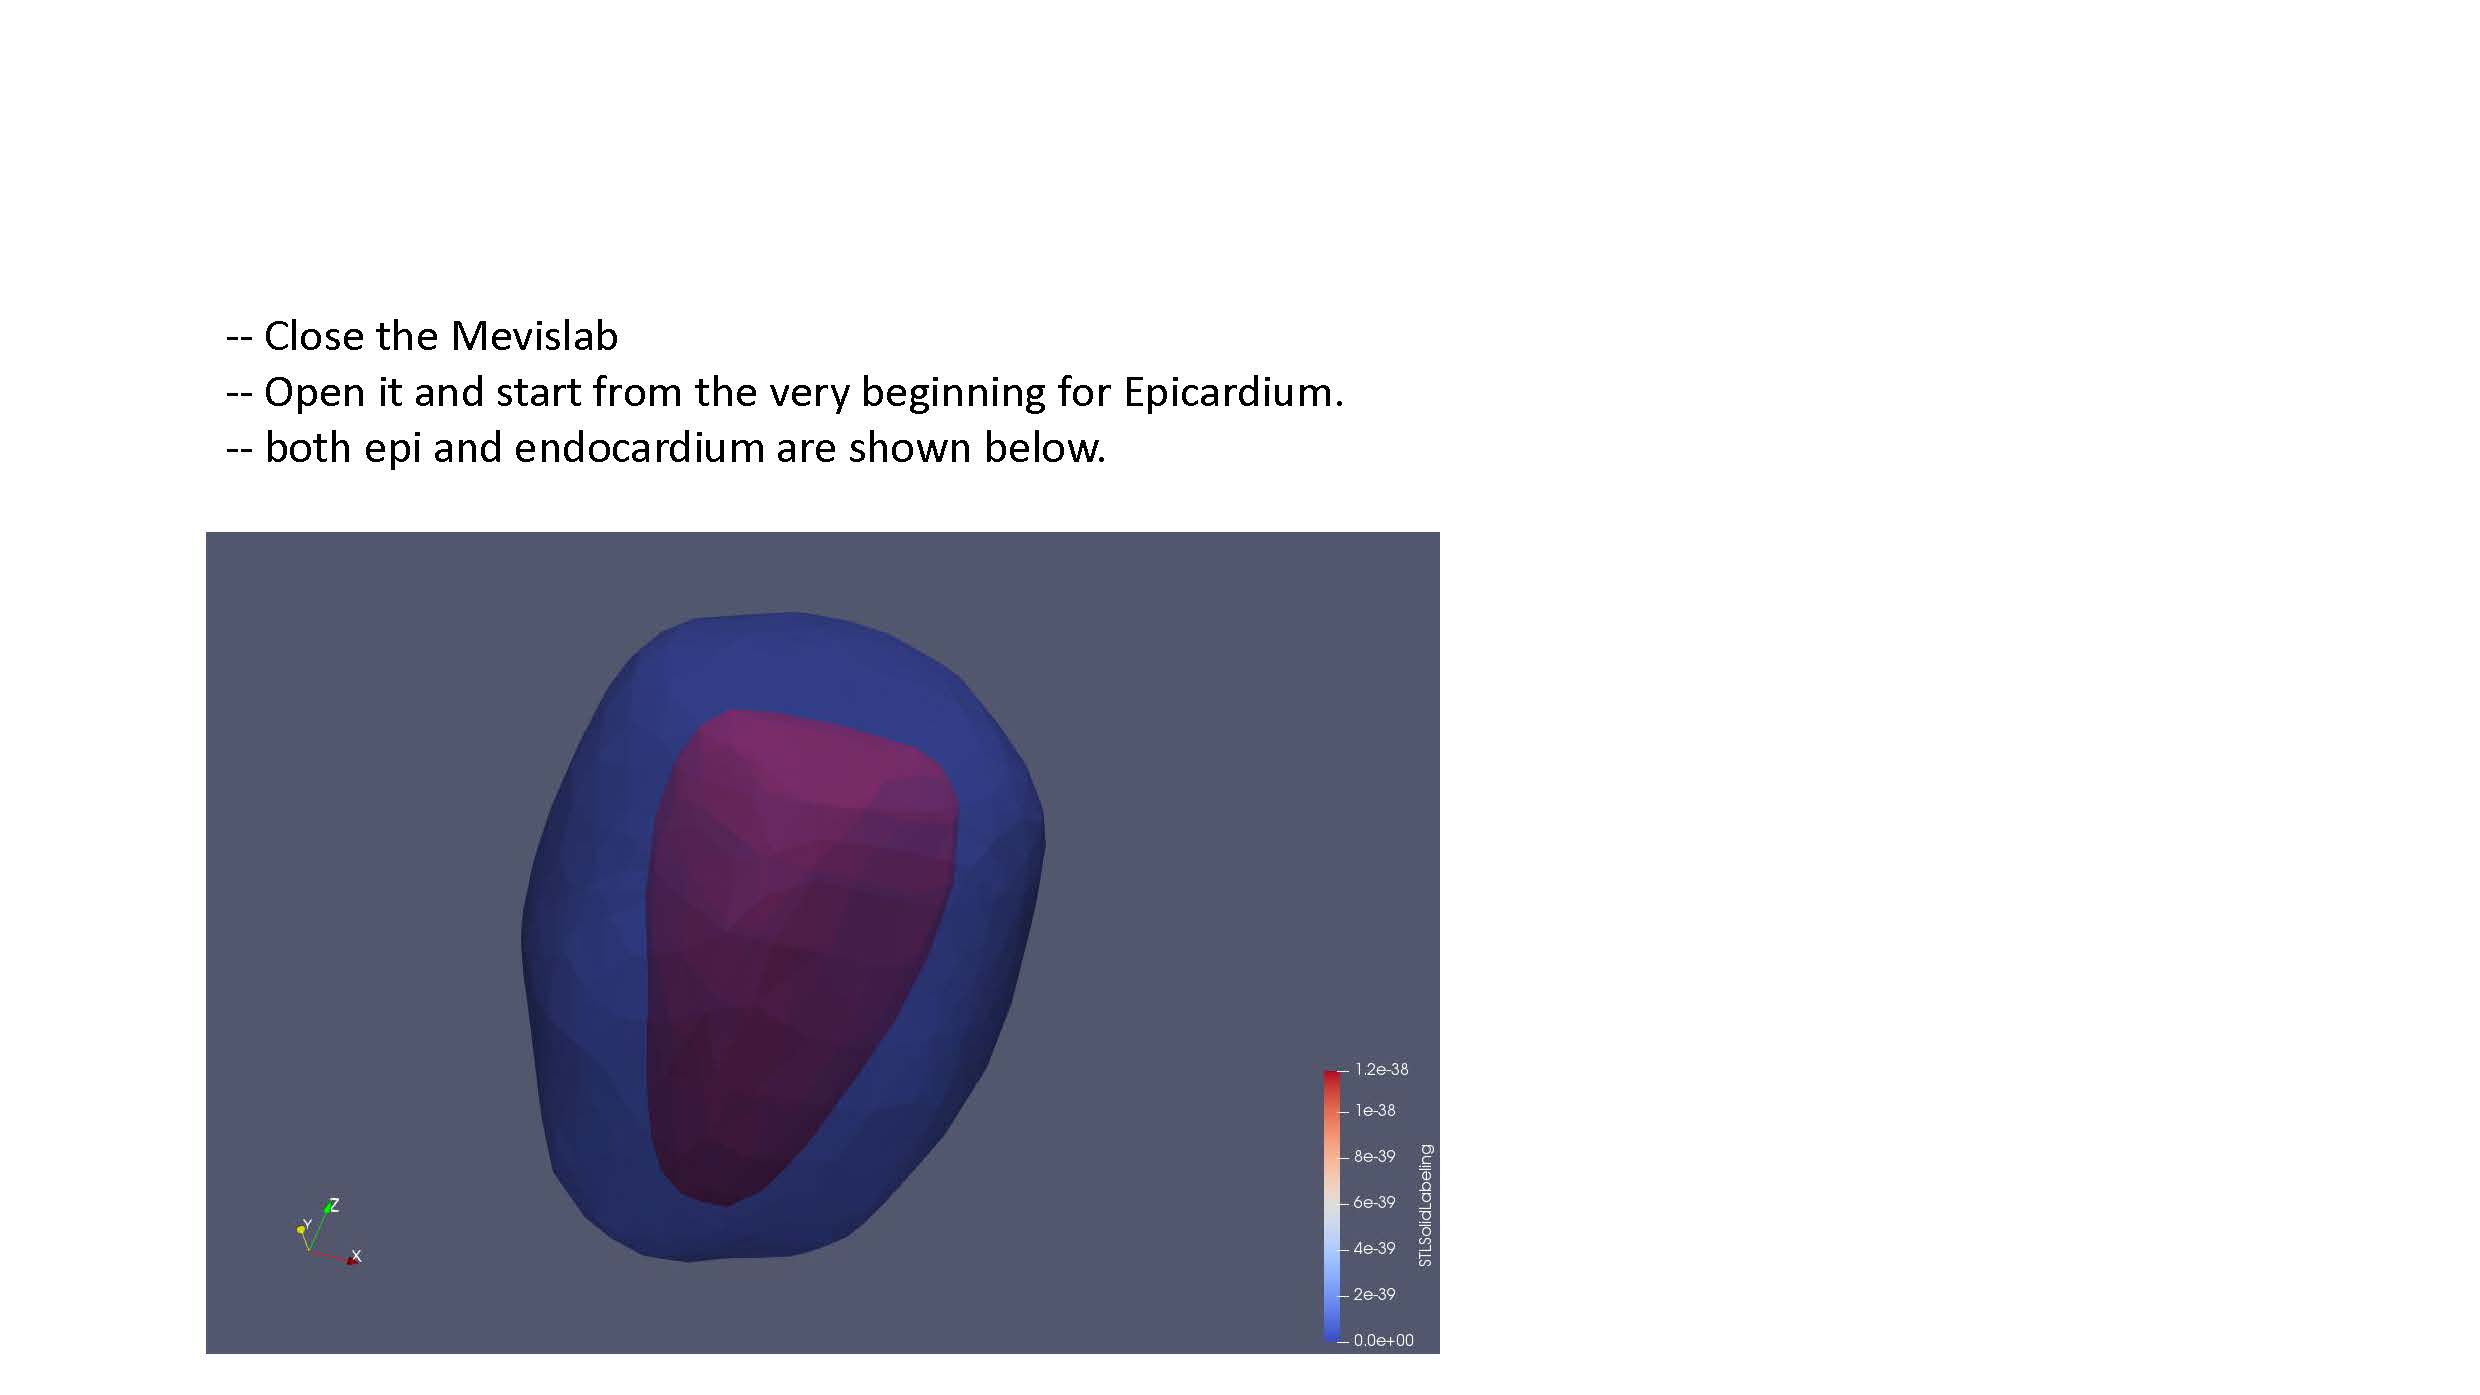 -- Close the Mevislab
-- Open it and start from the very beginning for Epicardium.
-- both epi and endocardium are shown below.
1.2e-38
1e-38
8e-39
6e-39
4e-39
2e-39
0.0e+00
STLSolidLabeling
Z
Y
X